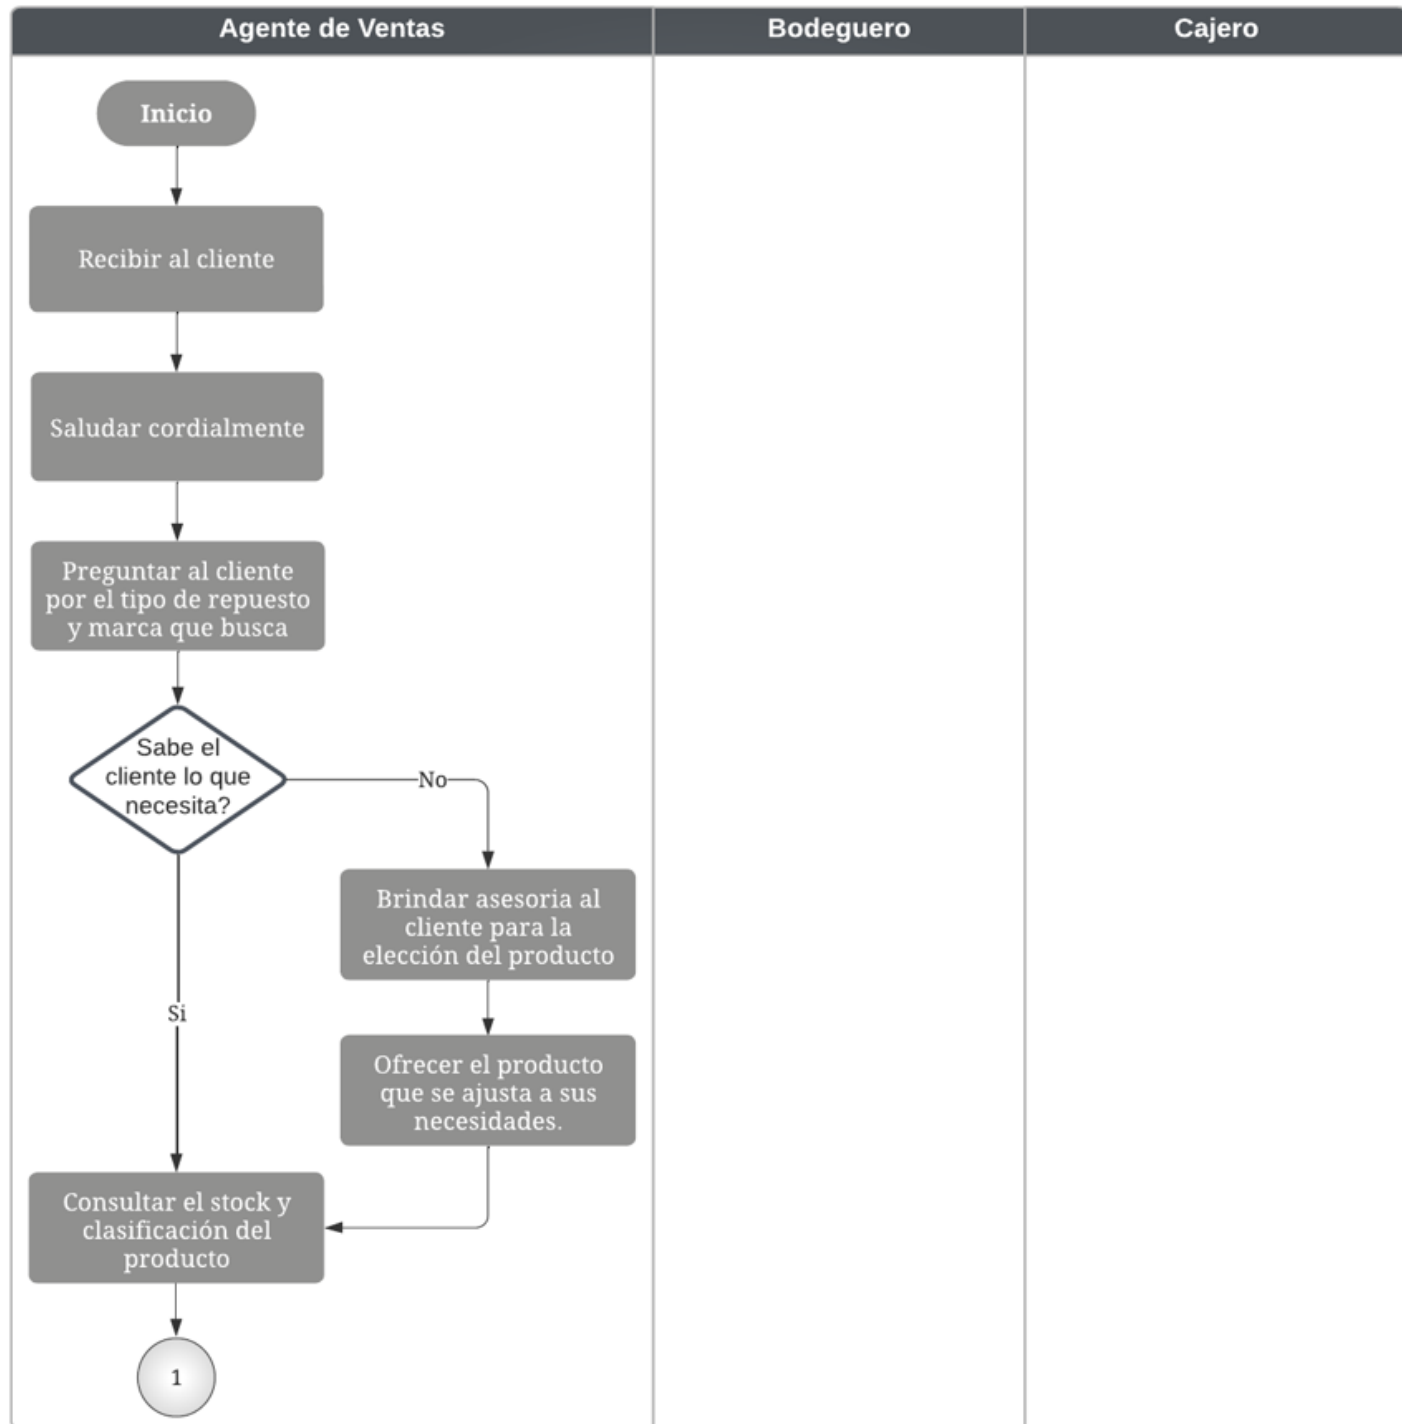 Agente de Ventas
Bodeguero
Cajero
Inicio
Recibir al cliente
Saludar cordialmente
Preguntar al cliente
por el tipo de repuesto
y marca que busca
Sabe el
cliente lo que
necesita?
No
Brindar asesoria al
cliente para la
elección del producto
Si
Ofrecer el producto
que se ajusta a sus
necesidades.
Consultar el stock y
clasificación del
producto
1